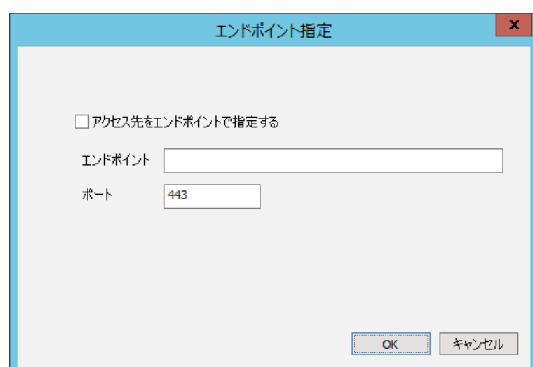 エンドポイント指定
x
アクセス先をエンドポイントで指定する
エンドポイント
ポート 443
OK キャンセル